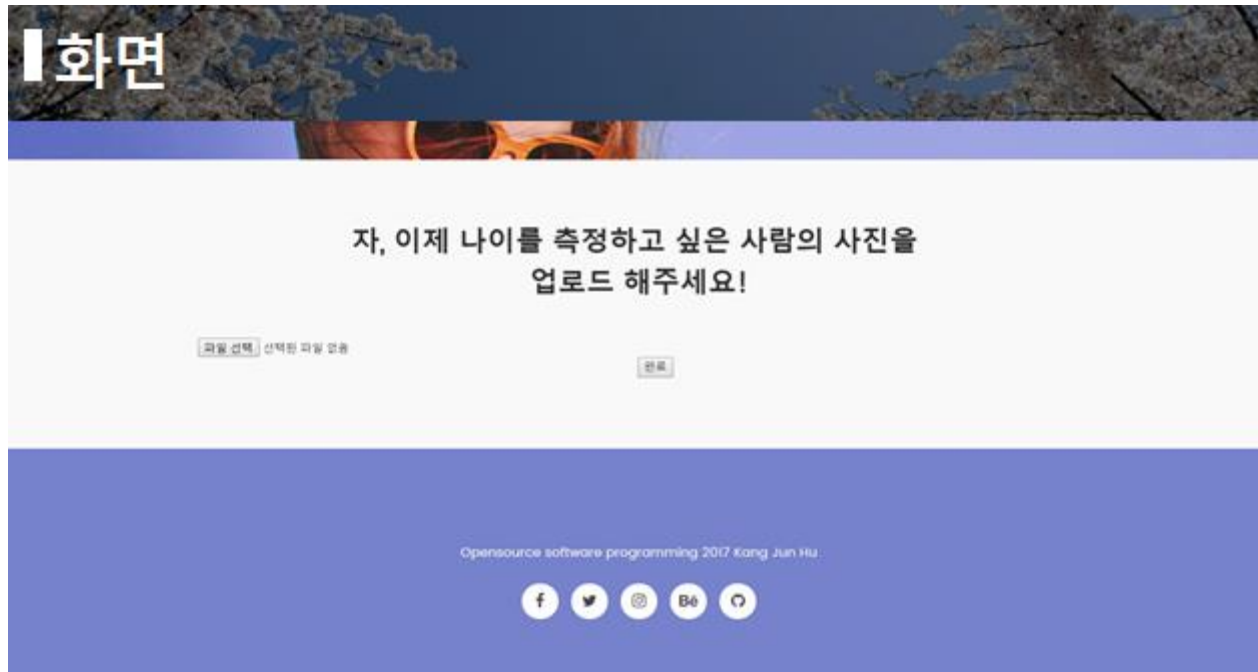 화면
자, 이제 나이를 측정하고 싶은 사람의 사진을
업로드 해주세요!
파일 선택 선택된 파일 없음
완료
Opensource software programming 2017 Kang Jun Hu
Bē